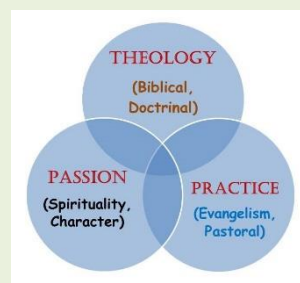 THEOLOGY
(Biblical,
Doctrinal)
PASSION
(Spirituality,
Character)
PRACTICE
(Evangelism,
Pastoral)